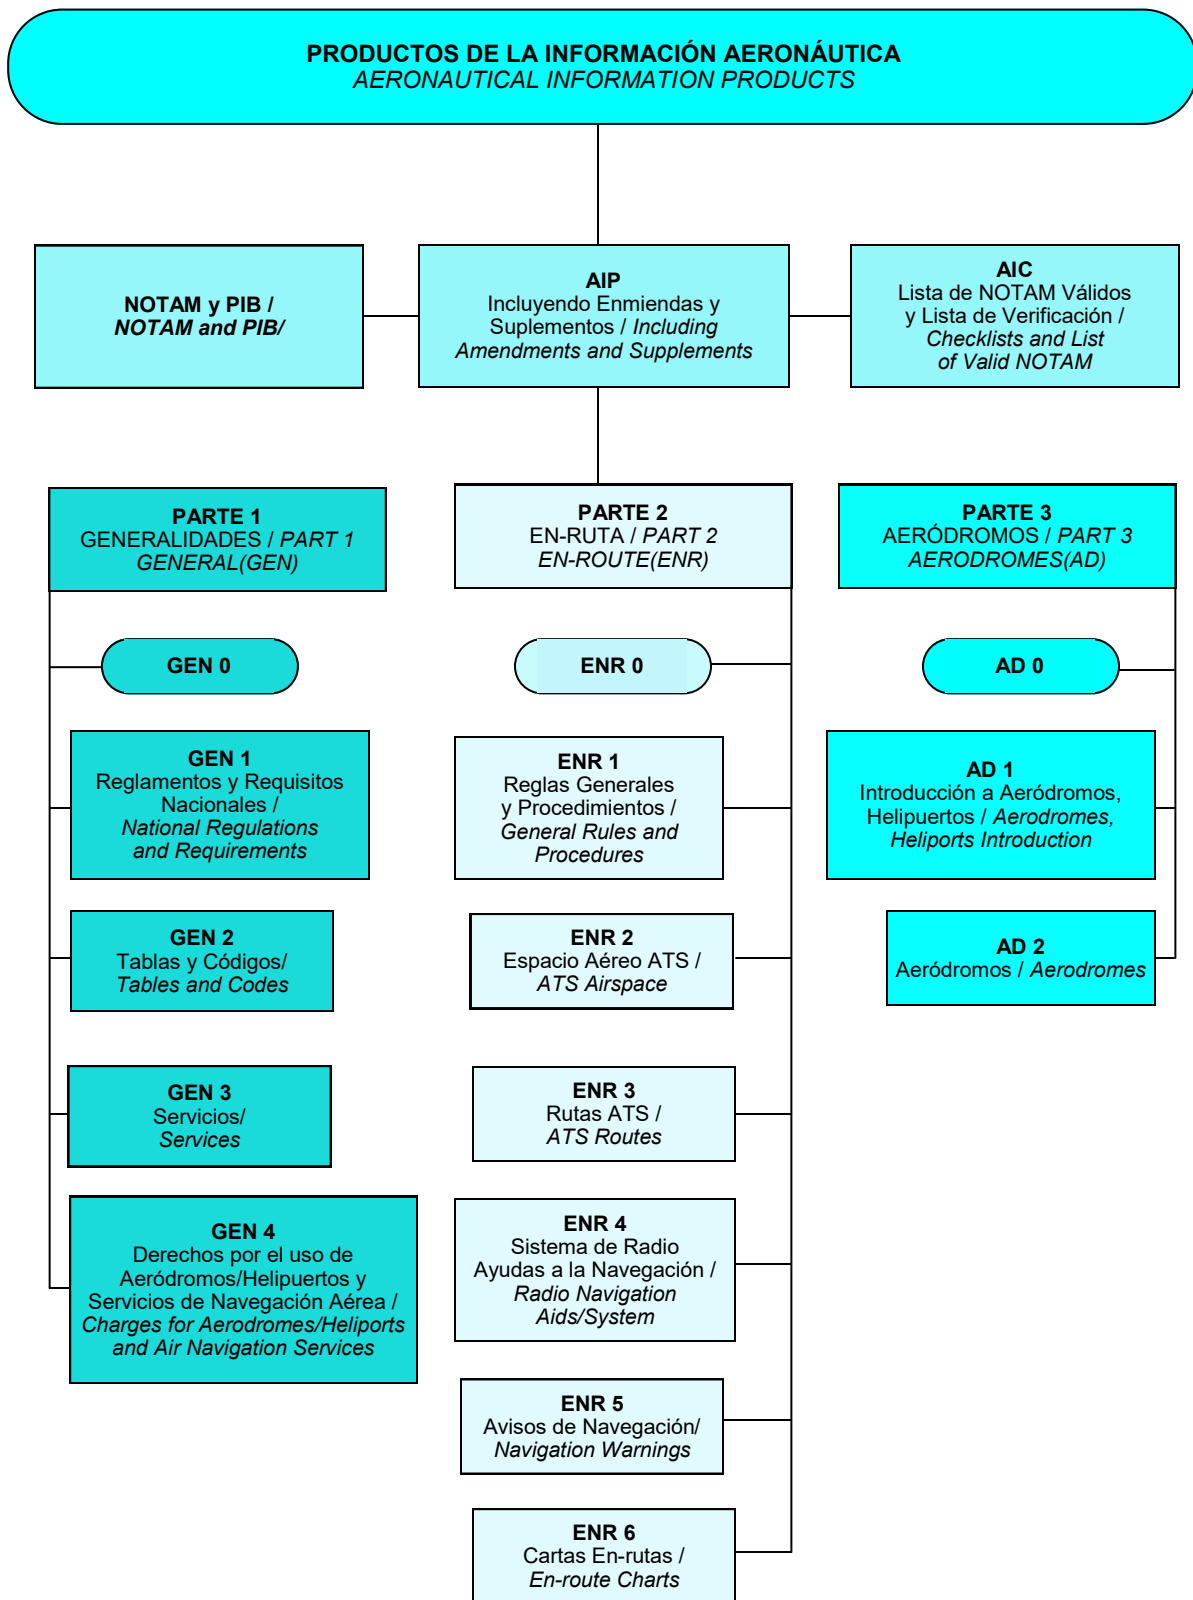 PRODUCTOS DE LA INFORMACIÓN AERONÁUTICA
AERONAUTICAL INFORMATION PRODUCTS
NOTAM y PIB /
NOTAM and PIB/
AIP
Incluyendo Enmiendas y
Suplementos / Including
Amendments and Supplements
AIC
Lista de NOTAM Válidos
y Lista de Verificación /
Checklists and List
of Valid NOTAM
PARTE 1
GENERALIDADES / PART 1
GENERAL(GEN)
GEN 0
GEN 1
Reglamentos y Requisitos
Nacionales /
National Regulations
and Requirements
GEN 2
Tablas y Códigos/
Tables and Codes
GEN 3
Servicios/
Services
GEN 4
Derechos por el uso de
Aeródromos/Helipuertos y
Servicios de Navegación Aérea /
Charges for Aerodromes/Heliports
and Air Navigation Services
PARTE 2
EN-RUTA / PART 2
EN-ROUTE(ENR)
ENR 0
ENR 1
Reglas Generales
y Procedimientos /
General Rules and
Procedures
ENR 2
Espacio Aéreo ATS /
ATS Airspace
ENR 3
Rutas ATS /
ATS Routes
ENR 4
Sistema de Radio
Ayudas a la Navegación /
Radio Navigation
Aids/System
ENR 5
Avisos de Navegación/
Navigation Warnings
ENR 6
Cartas En-rutas /
En-route Charts
PARTE 3
AERÓDROMOS / PART 3
AERODROMES(AD)
AD 0
AD 1
Introducción a Aeródromos,
Helipuertos / Aerodromes,
Heliports Introduction
AD 2
Aeródromos / Aerodromes